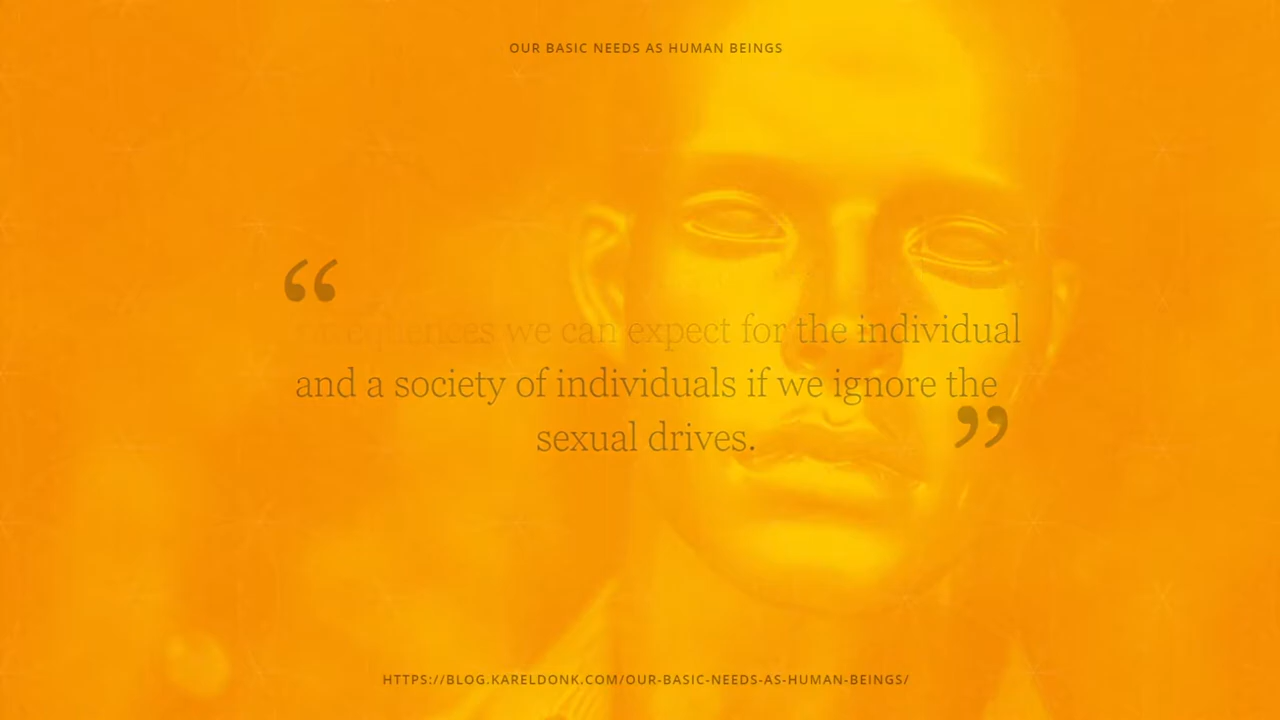 OUR BASIC NEEDS AS HUMAN BEINGS
“
we can expect for the individual
and a society of individuals if we ignore the
sexual drives.
”
HTTPS://BLOG.KARELDONK.COM/OUR-BASIC-NEEDS-AS-HUMAN-BEINGS/